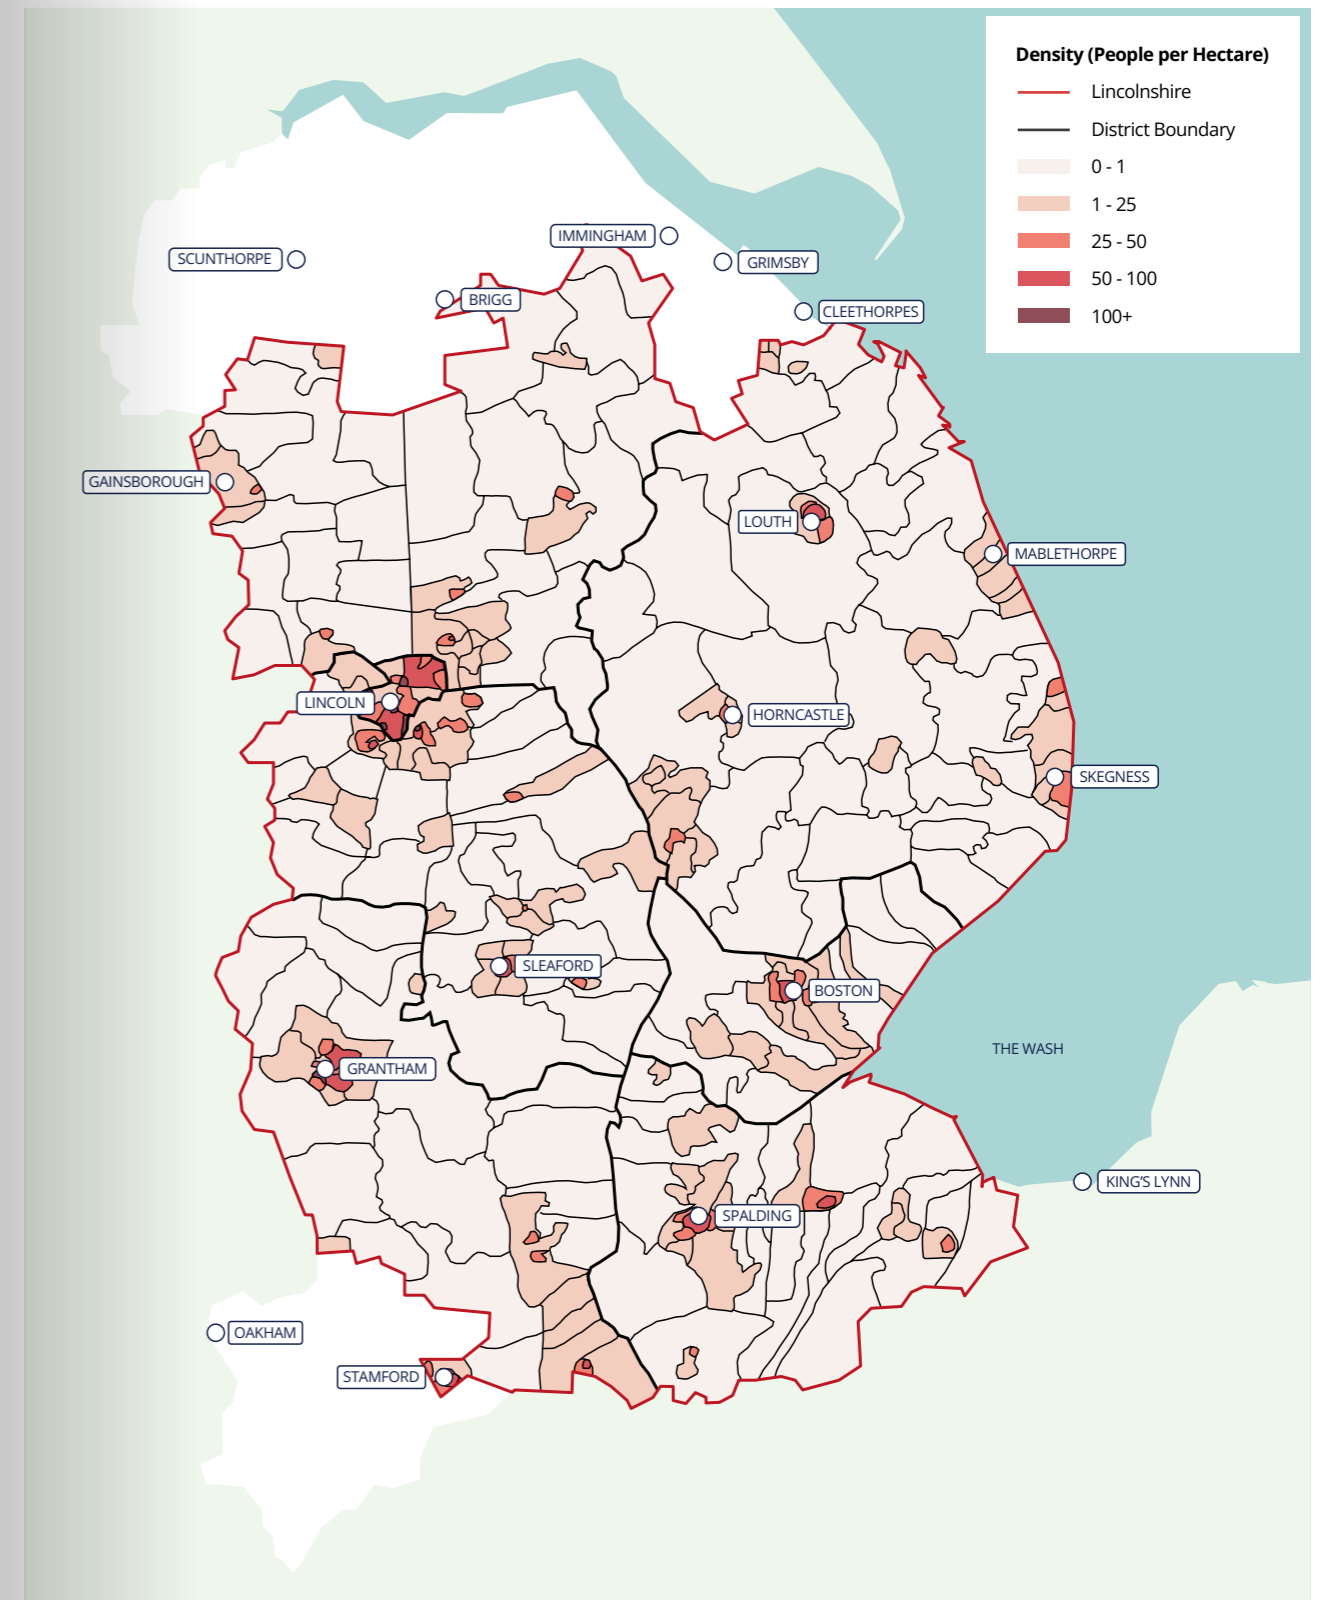 Density (People per Hectare)
Lincolnshire
District Boundary
0 - 1
1 - 25
25 - 50
50 - 100
100+
IMMINGHAM
SCUNTHORPE
GRIMSBY
BRIGG
CLEETHORPES
GAINSBOROUGH
LOUTH
MABLETHORPE
LINCOLN
HORNCASTLE
SKEGNESS
SLEAFORD
BOSTON
THE WASH
GRANTHAM
KING'S LYNN
SPALDING
OAKHAM
STAMFORD